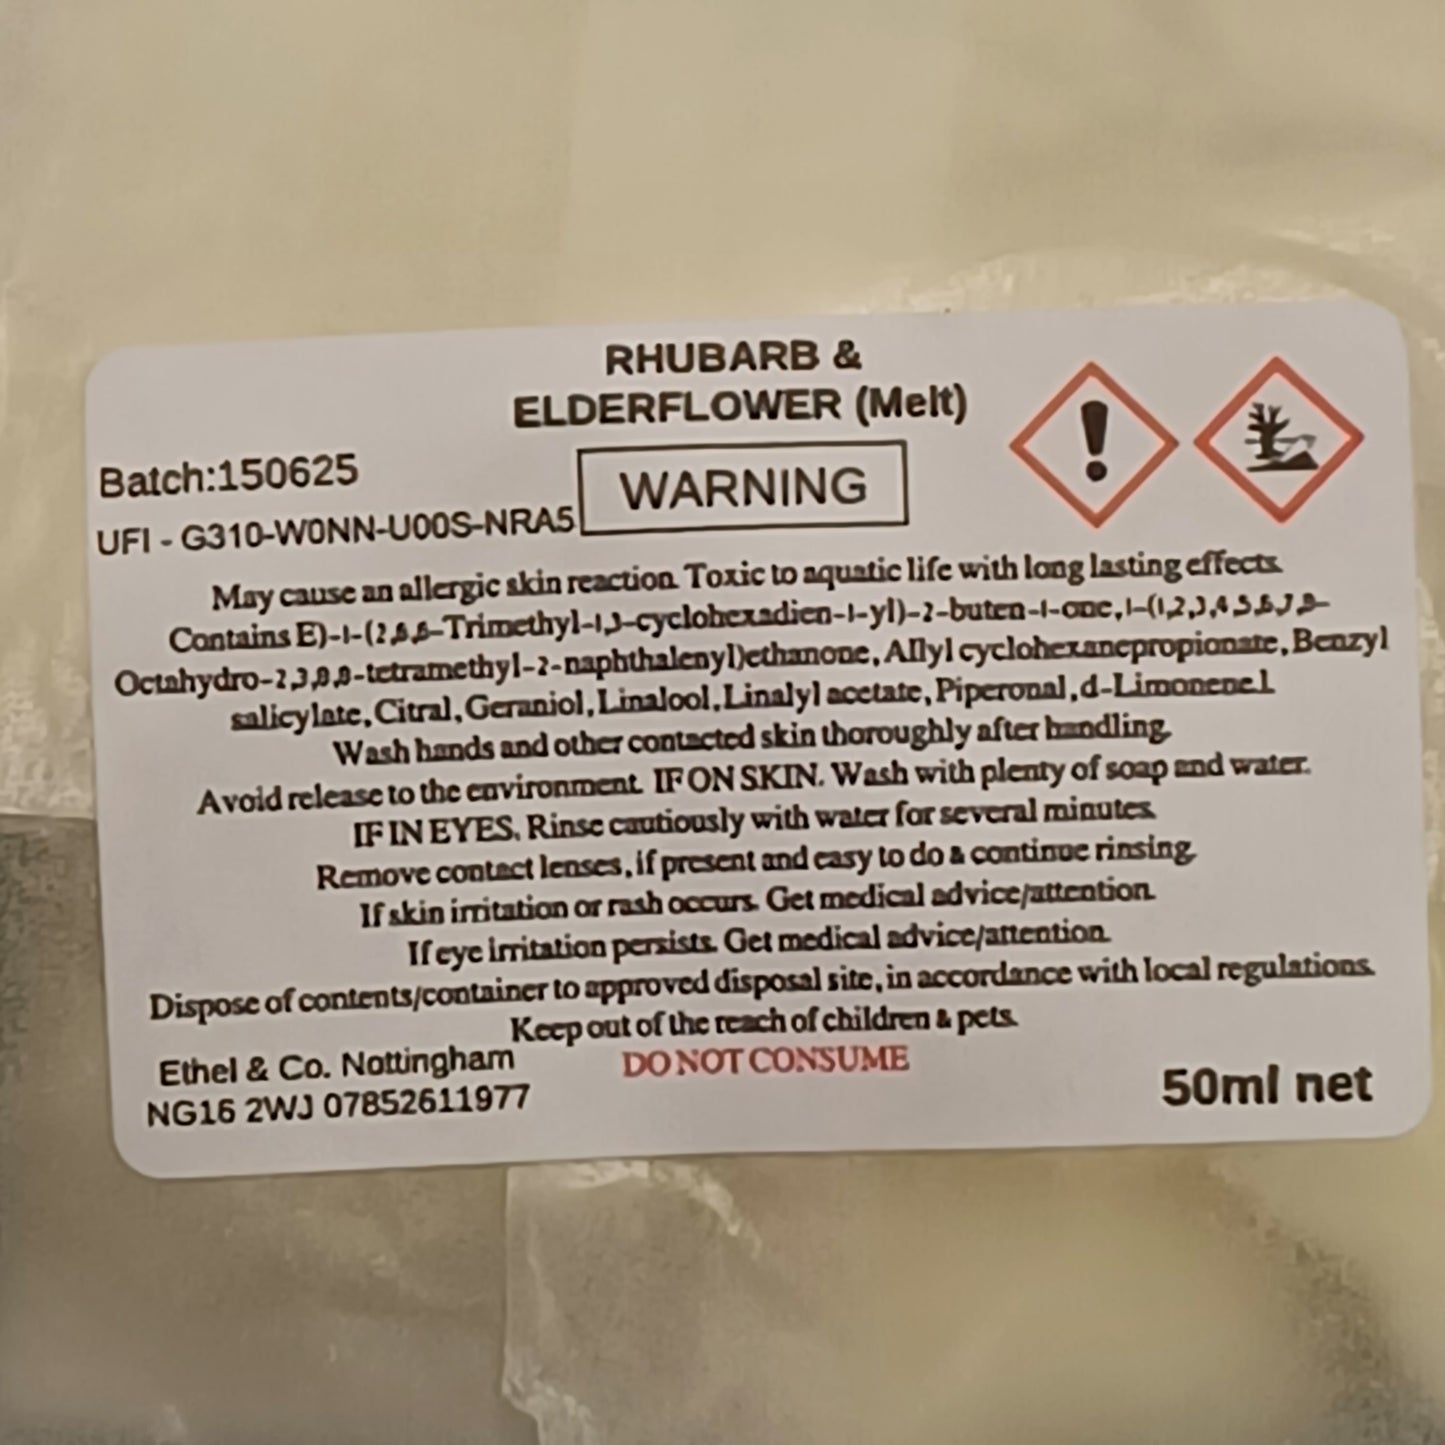 RHUBARB &
ELDERFLOWER (Melt)
Batch:150625
WARNING
UFI - G310-W0NN-U00S-NRA5
May cause an allergic skin reaction. Toxic to aquatic life with long lasting effects.
Contains E)-1-(2,6,6-Trimethyl-1,3-cyclohexadien-1-yl)-2-buten-1-one, 1-(1,2,3,4,5,6,7,8-
Octahydro-2,3,8,8-tetramethyl-2-naphthalenyl)ethanone, Allyl cyclohexanepropionate, Benzyl
salicylate, Citral, Geraniol, Linalool, Linalyl acetate, Piperonal, d-Limonene].
Wash hands and other contacted skin thoroughly after handling.
Avoid release to the environment. IF ON SKIN. Wash with plenty of soap and water.
IF IN EYES. Rinse cautiously with water for several minutes.
Remove contact lenses, if present and easy to do & continue rinsing.
If skin irritation or rash occurs. Get medical advice/attention.
If eye irritation persists. Get medical advice/attention.
Dispose of contents/container to approved disposal site, in accordance with local regulations.
Keep out of the reach of children & pets.
DO NOT CONSUME
Ethel & Co. Nottingham
NG16 2WJ 07852611977
50ml net